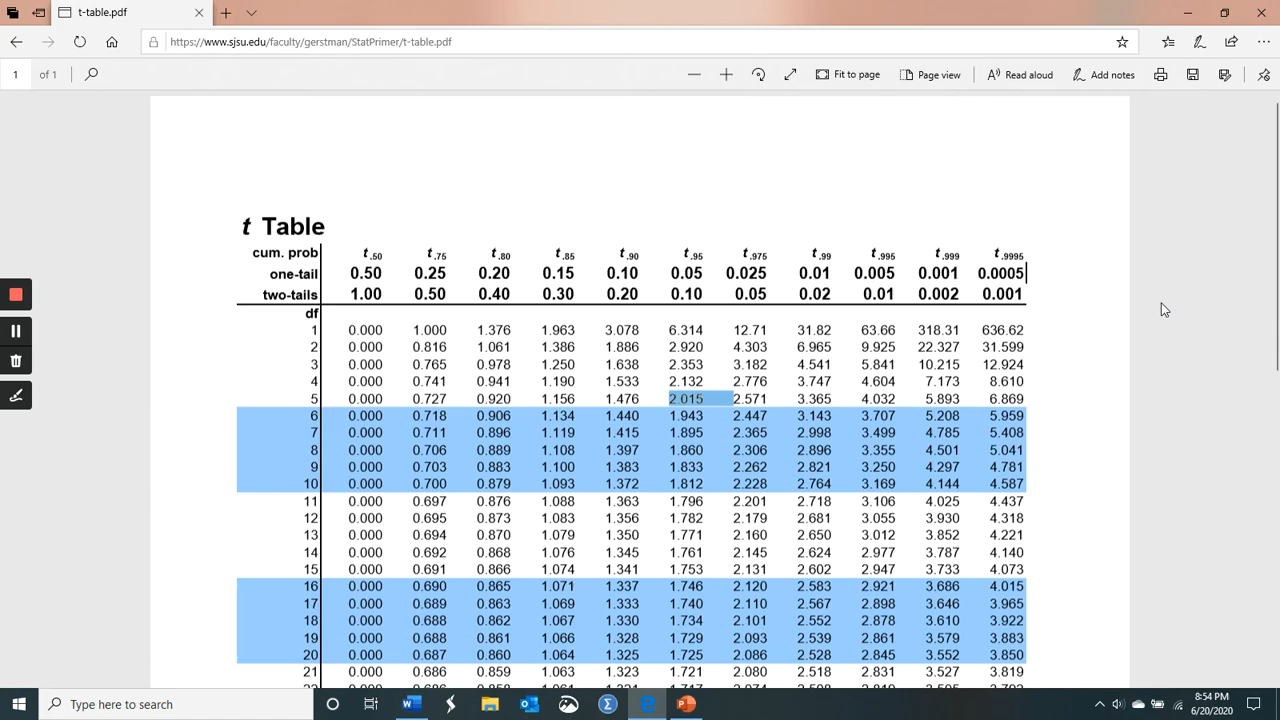 t-table.pdf
https://www.sjsu.edu/faculty/gerstman/StatPrimer/t-table.pdf
1 of 1 Fit to page Page view Read aloud Add notes
t Table
cum. prob t.50 t.75 t.80 t.85 t.90 t.95 t.975 t.99 t.995 t.999 t.9995
one-tail 0.50 0.25 0.20 0.15 0.10 0.05 0.025 0.01 0.005 0.001 0.0005
two-tails 1.00 0.50 0.40 0.30 0.20 0.10 0.05 0.02 0.01 0.002 0.001
df
1 0.000 1.000 1.376 1.963 3.078 6.314 12.71 31.82 63.66 318.31 636.62
2 0.000 0.816 1.061 1.386 1.886 2.920 4.303 6.965 9.925 22.327 31.599
3 0.000 0.765 0.978 1.250 1.638 2.353 3.182 4.541 5.841 10.215 12.924
4 0.000 0.741 0.941 1.190 1.533 2.132 2.776 3.747 4.604 7.173 8.610
5 0.000 0.727 0.920 1.156 1.476 2.015 2.571 3.365 4.032 5.893 6.869
6 0.000 0.718 0.906 1.134 1.440 1.943 2.447 3.143 3.707 5.208 5.959
7 0.000 0.711 0.896 1.119 1.415 1.895 2.365 2.998 3.499 4.785 5.408
8 0.000 0.706 0.889 1.108 1.397 1.860 2.306 2.896 3.355 4.501 5.041
9 0.000 0.703 0.883 1.100 1.383 1.833 2.262 2.821 3.250 4.297 4.781
10 0.000 0.700 0.879 1.093 1.372 1.812 2.228 2.764 3.169 4.144 4.587
11 0.000 0.697 0.876 1.088 1.363 1.796 2.201 2.718 3.106 4.025 4.437
12 0.000 0.695 0.873 1.083 1.356 1.782 2.179 2.681 3.055 3.930 4.318
13 0.000 0.694 0.870 1.079 1.350 1.771 2.160 2.650 3.012 3.852 4.221
14 0.000 0.692 0.868 1.076 1.345 1.761 2.145 2.624 2.977 3.787 4.140
15 0.000 0.691 0.866 1.074 1.341 1.753 2.131 2.602 2.947 3.733 4.073
16 0.000 0.690 0.865 1.071 1.337 1.746 2.120 2.583 2.921 3.686 4.015
17 0.000 0.689 0.863 1.069 1.333 1.740 2.110 2.567 2.898 3.646 3.965
18 0.000 0.688 0.862 1.067 1.330 1.734 2.101 2.552 2.878 3.610 3.922
19 0.000 0.688 0.861 1.066 1.328 1.729 2.093 2.539 2.861 3.579 3.883
20 0.000 0.687 0.860 1.064 1.325 1.725 2.086 2.528 2.845 3.552 3.850
21 0.000 0.686 0.859 1.063 1.323 1.721 2.080 2.518 2.831 3.527 3.819
Type here to search
8:54 PM
6/20/2020